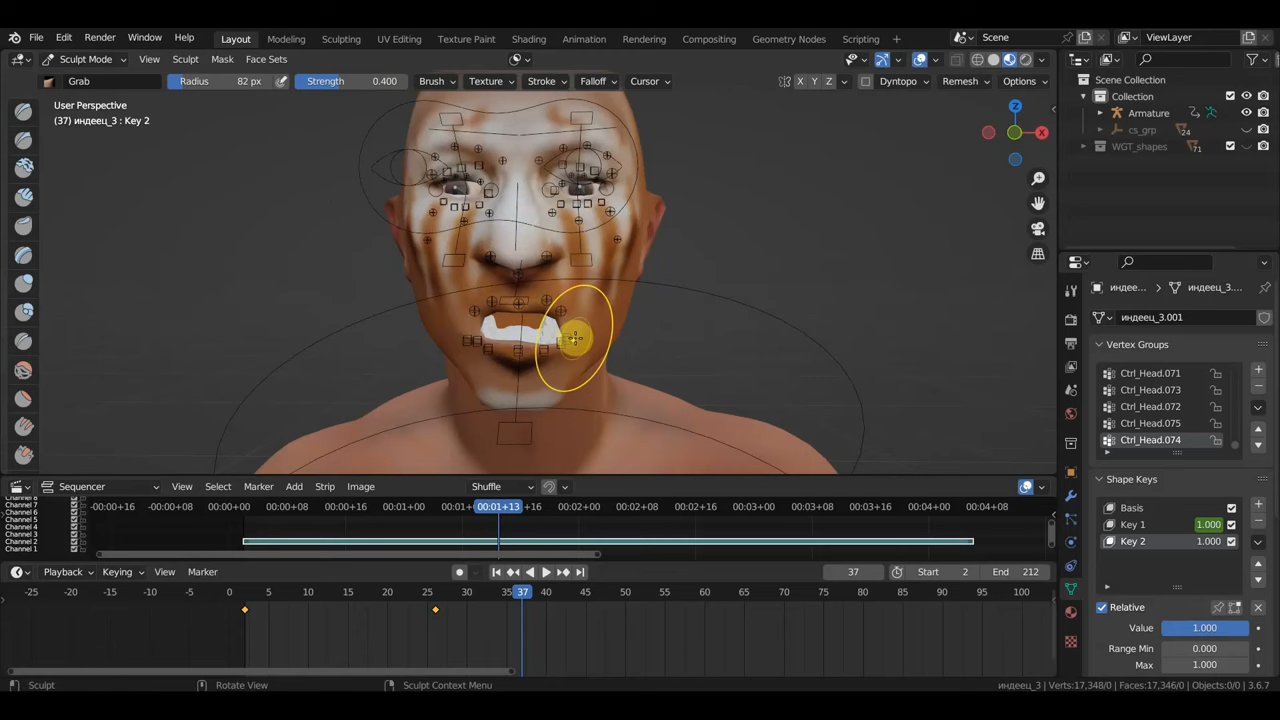 File Edit Render Window Help Layout Modeling Sculpting UV Editing Texture Paint Shading Animation Rendering Compositing Geometry Nodes Scripting Scene ViewLayer
Sculpt Mode View Sculpt Mask Face Sets
Grab Radius 82 px Strength 0.400 Brush Texture Stroke Falloff Cursor X Y Z Dyntopo Remesh Options
User Perspective
(37) индеец_3 : Key 2
Z
X
Scene Collection
Collection
Armature
cs_grp 24
WGT_shapes 71
индее... индеец_3....
индеец_3.001
Vertex Groups
Ctrl_Head.071
Ctrl_Head.073
Ctrl_Head.072
Ctrl_Head.075
Ctrl_Head.074
Shape Keys
Basis
Key 1 1.000
Key 2 1.000
Relative
Value 1.000
Range Min 0.000
Max 1.000
Sequencer View Select Marker Add Strip Image Shuffle
Channel 7
Channel 6
Channel 5
Channel 4
Channel 3
Channel 2
Channel 1
-00:00+16 -00:00+08 00:00+00 00:00+08 00:00+16 00:01+00 00:01+13 +16 00:02+00 00:02+08 00:02+16 00:03+00 00:03+08 00:03+16 00:04+00 00:04+08
Playback Keying View Marker 37 Start 2 End 212
-25 -20 -15 -10 -5 0 5 10 15 20 25 30 35 37 40 45 50 55 60 65 70 75 80 85 90 95 100
Sculpt Rotate View Sculpt Context Menu индеец_3 | Verts:17,348/0 | Faces:17,346/0 | Objects:0/0 | 3.6.7